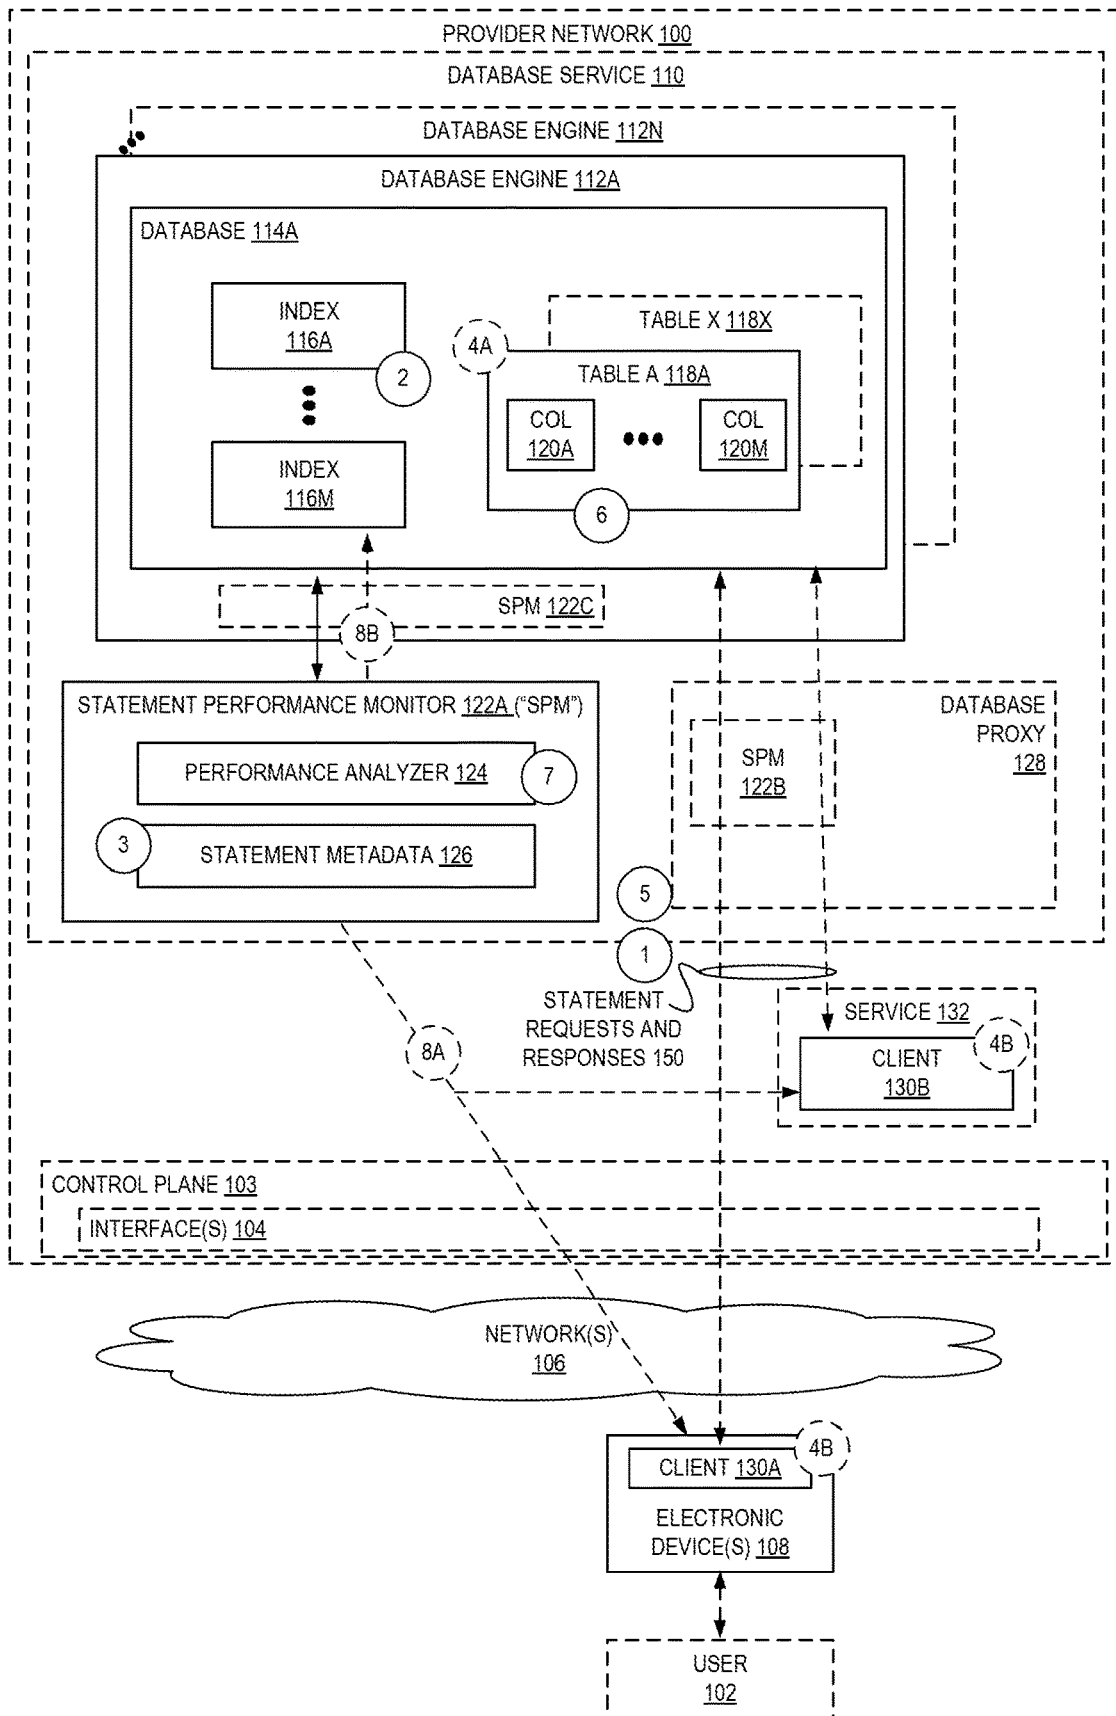 PROVIDER NETWORK 100
DATABASE SERVICE 110
DATABASE ENGINE 112N
DATABASE ENGINE 112A
DATABASE 114A
INDEX
116A
2
INDEX
116M
TABLE X 118X
4A
TABLE A 118A
COL
120A
COL
120M
6
SPM 122C
8B
STATEMENT PERFORMANCE MONITOR 122A ("SPM")
PERFORMANCE ANALYZER 124
7
3
STATEMENT METADATA 126
DATABASE
PROXY
128
SPM
122B
5
1
STATEMENT
REQUESTS AND
RESPONSES 150
SERVICE 132
4B
CLIENT
130B
8A
CONTROL PLANE 103
INTERFACE(S) 104
NETWORK(S)
106
4B
CLIENT 130A
ELECTRONIC
DEVICE(S) 108
USER
102